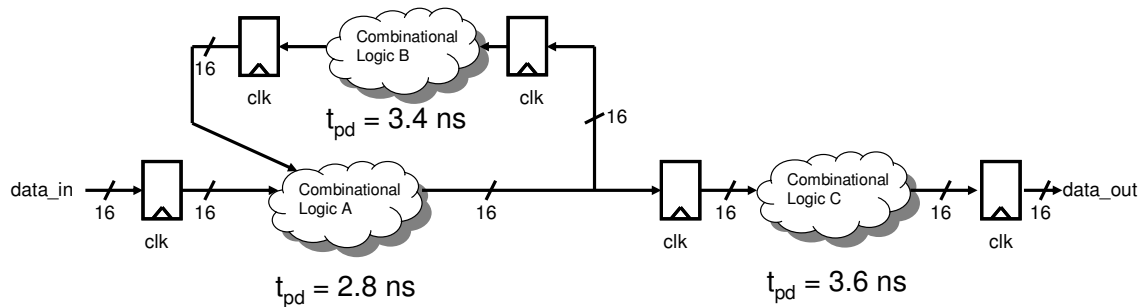 16
clk
Combinational
Logic B
clk
t_pd = 3.4 ns
16
data_in
16
clk
16
Combinational
Logic A
t_pd = 2.8 ns
16
clk
16
Combinational
Logic C
t_pd = 3.6 ns
16
clk
16
data_out